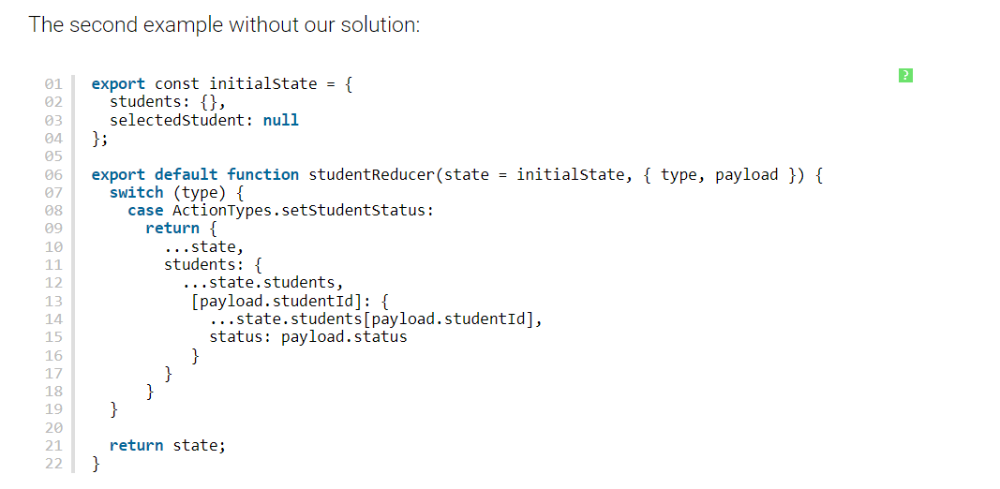 The second example without our solution:
?
01 export const initialState = {
02   students: {},
03   selectedStudent: null
04 };
05
06 export default function studentReducer(state = initialState, { type, payload }) {
07   switch (type) {
08     case ActionTypes.setStudentStatus:
09       return {
10         ...state,
11         students: {
12           ...state.students,
13            [payload.studentId]: {
14              ...state.students[payload.studentId],
15              status: payload.status
16            }
17         }
18       }
19   }
20
21   return state;
22 }